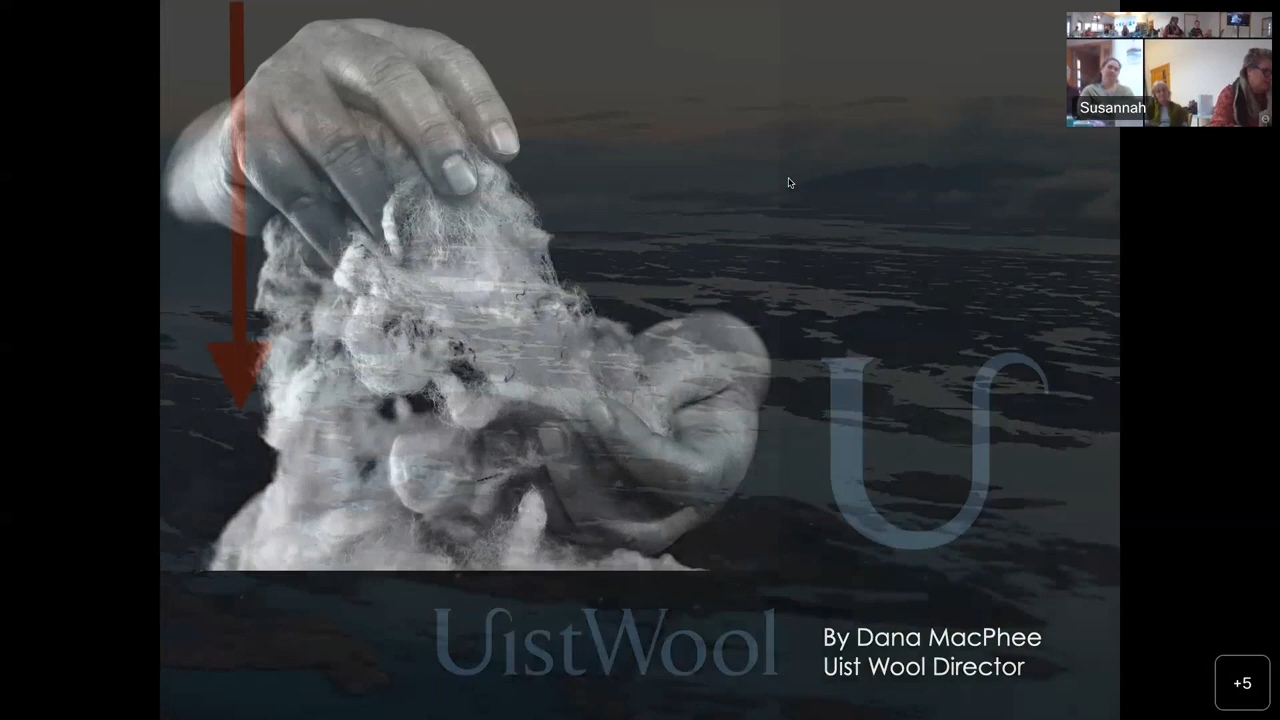 Susannah
U
UistWool
By Dana MacPhee
Uist Wool Director
+5